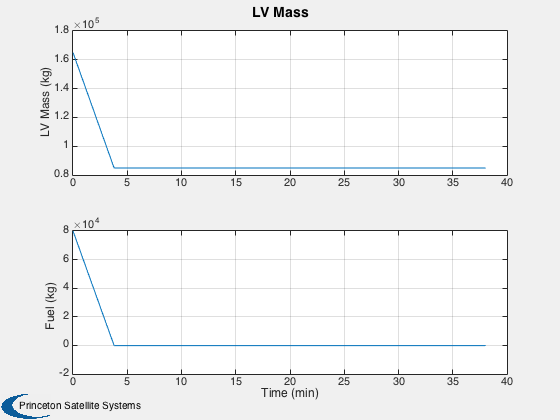 LV Mass
×10^5
1.8
1.6
1.4
1.2
1
0.8
LV Mass (kg)
0 5 10 15 20 25 30 35 40
×10^4
8
6
4
2
0
-2
Fuel (kg)
0 5 10 15 20 25 30 35 40
Time (min)
Princeton Satellite Systems